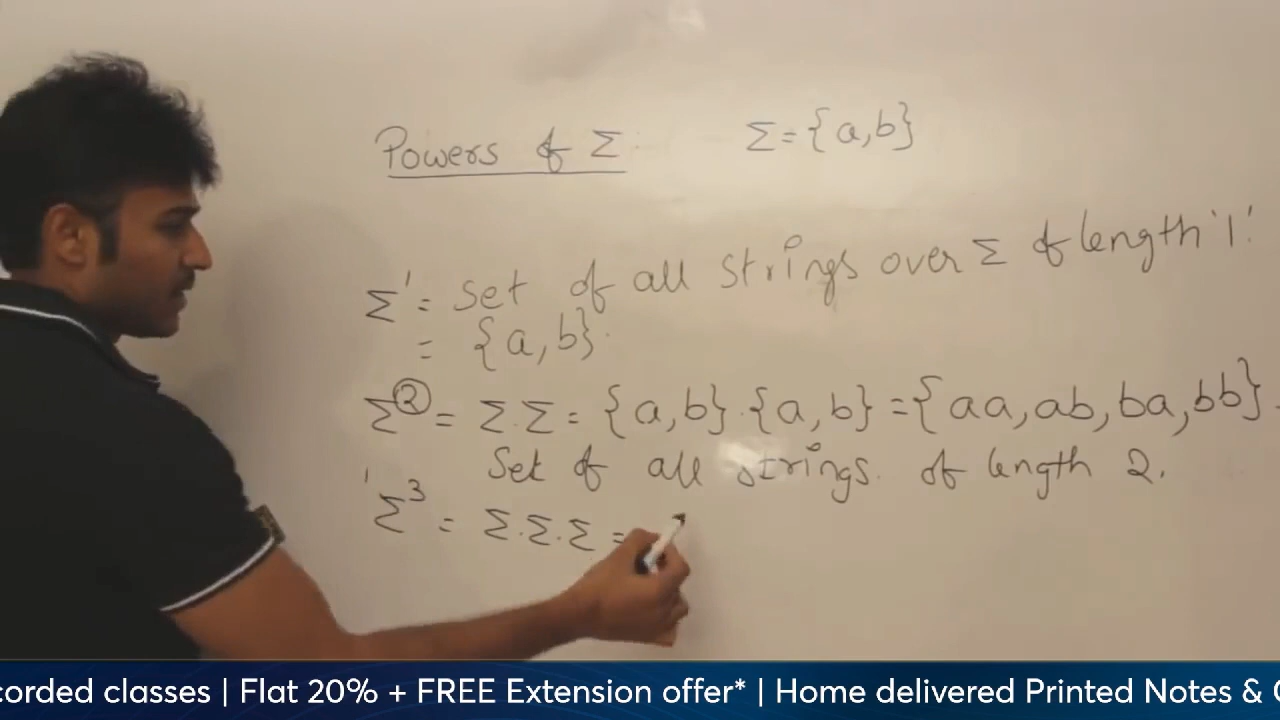 Powers of Σ Σ={a,b}
Σ¹ = Set of all strings over Σ of length '1'.
= {a,b}.
Σ² = Σ.Σ = {a,b}.{a,b} = {aa,ab,ba,bb}.
Set of all strings. of length 2.
Σ³ = Σ.Σ.Σ =
corded classes | Flat 20% + FREE Extension offer* | Home delivered Printed Notes &